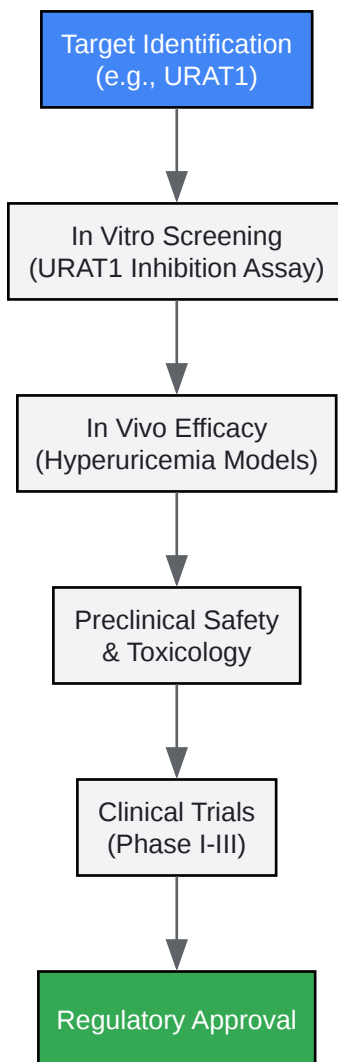 Target Identification
(e.g., URAT1)
In Vitro Screening
(URAT1 Inhibition Assay)
In Vivo Efficacy
(Hyperuricemia Models)
Preclinical Safety
& Toxicology
Clinical Trials
(Phase I-III)
Regulatory Approval